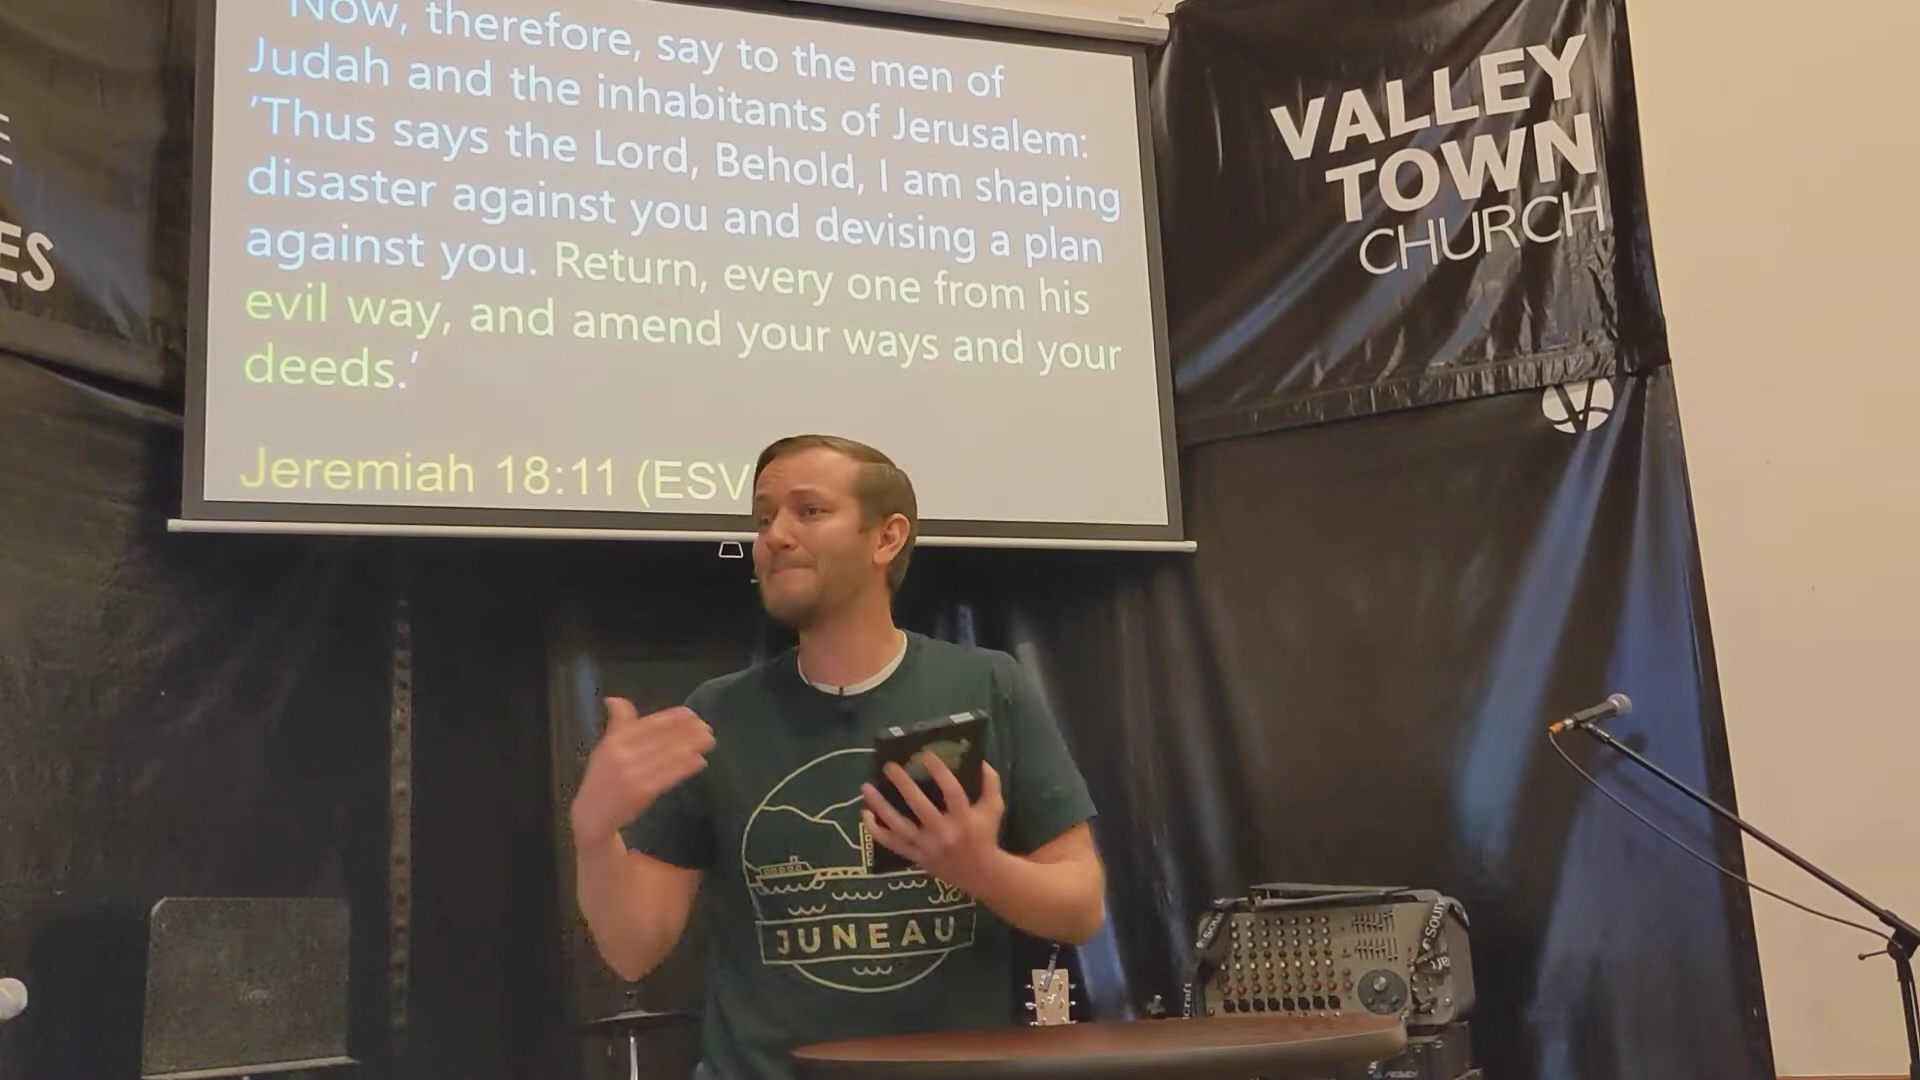 Now, therefore, say to the men of
Judah and the inhabitants of Jerusalem:
'Thus says the Lord, Behold, I am shaping
disaster against you and devising a plan
against you. Return, every one from his
evil way, and amend your ways and your
deeds.'
Jeremiah 18:11 (ESV
VALLEY
TOWN
CHURCH
E
ES
JUNEAU
Sound